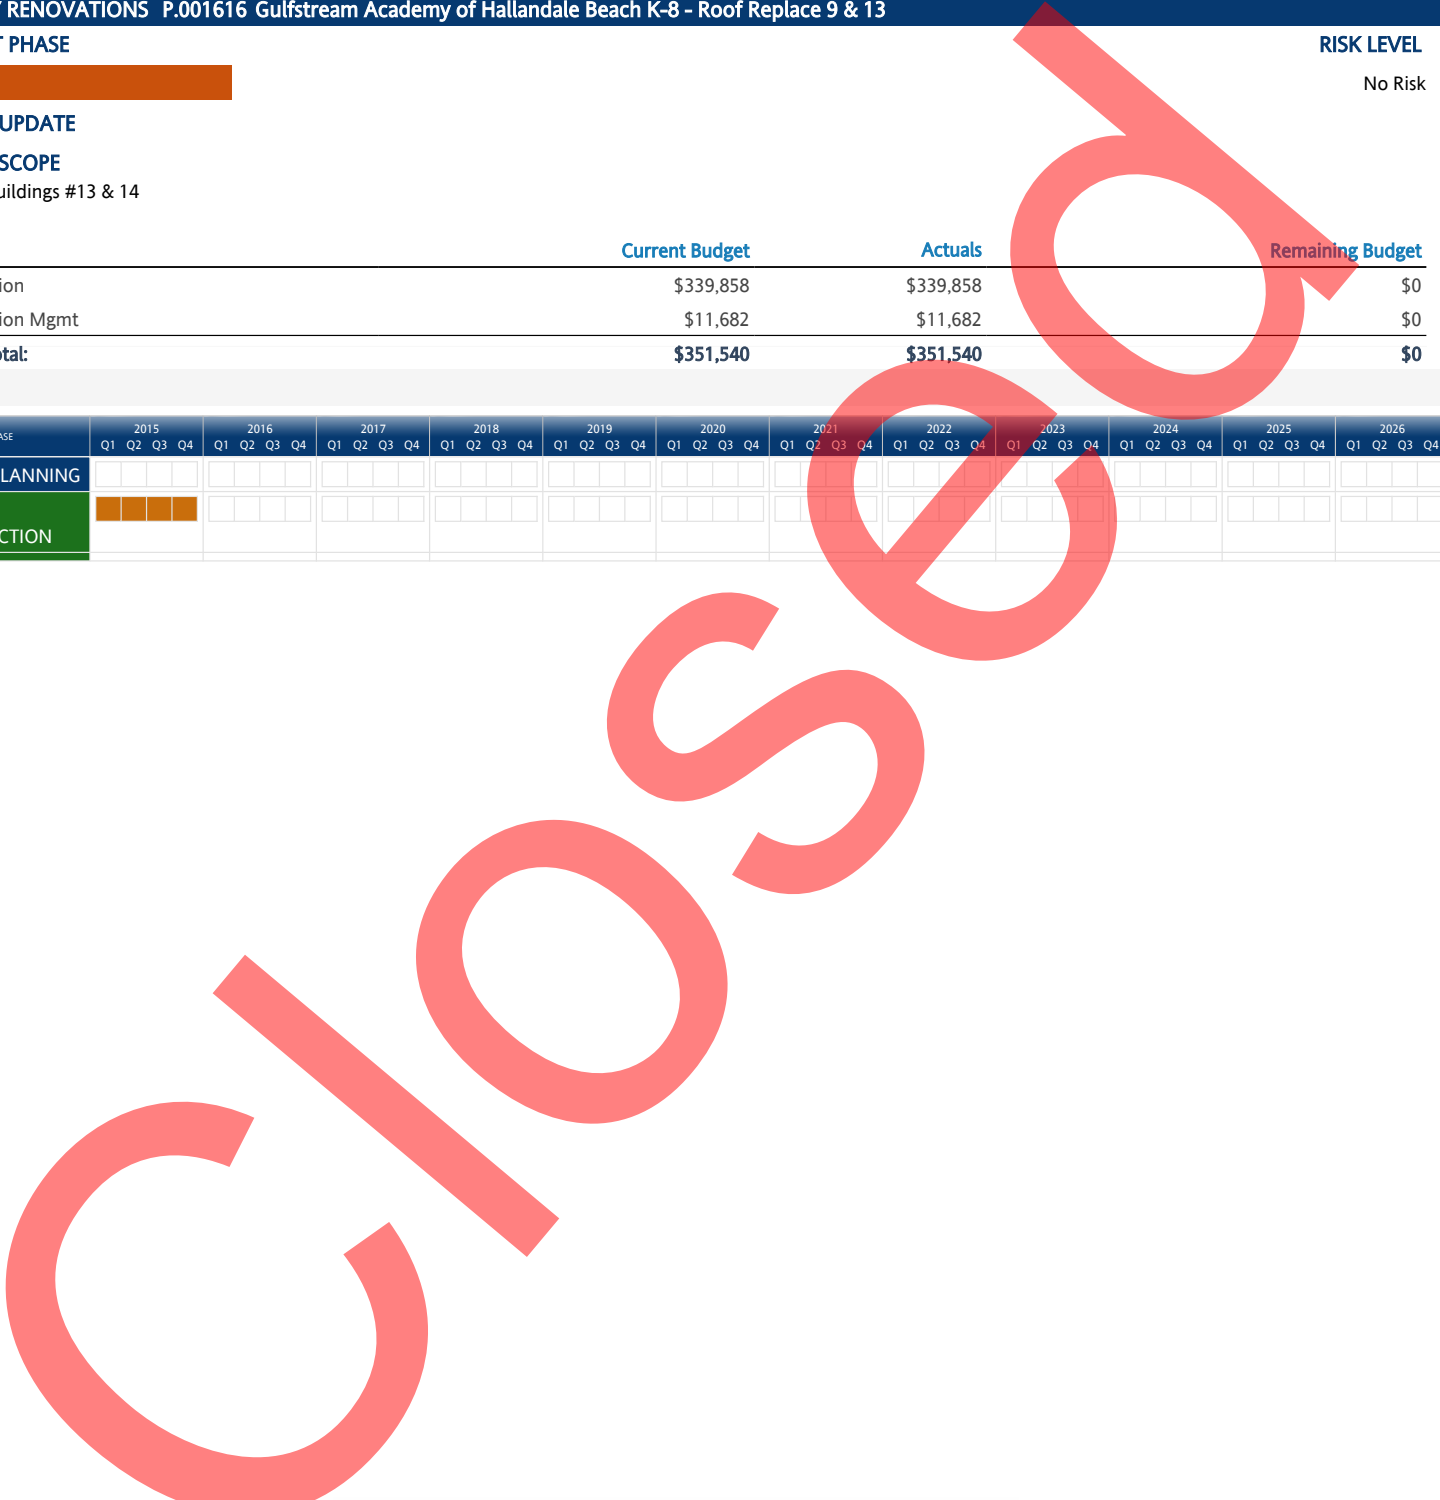 RENOVATIONS P.001616 Gulfstream Academy of Hallandale Beach K-8 - Roof Replace 9 & 13
PHASE RISK LEVEL
No Risk
UPDATE
SCOPE
uildings #13 & 14
Current Budget Actuals Remaining Budget
ion $339,858 $339,858 $0
ion Mgmt $11,682 $11,682 $0
otal: $351,540 $351,540 $0
ASE 2015 2016 2017 2018 2019 2020 2021 2022 2023 2024 2025 2026
Q1 Q2 Q3 Q4 Q1 Q2 Q3 Q4 Q1 Q2 Q3 Q4 Q1 Q2 Q3 Q4 Q1 Q2 Q3 Q4 Q1 Q2 Q3 Q4 Q1 Q2 Q3 Q4 Q1 Q2 Q3 Q4 Q1 Q2 Q3 Q4 Q1 Q2 Q3 Q4 Q1 Q2 Q3 Q4 Q1 Q2 Q3 Q4
LANNING
CTION
Closed